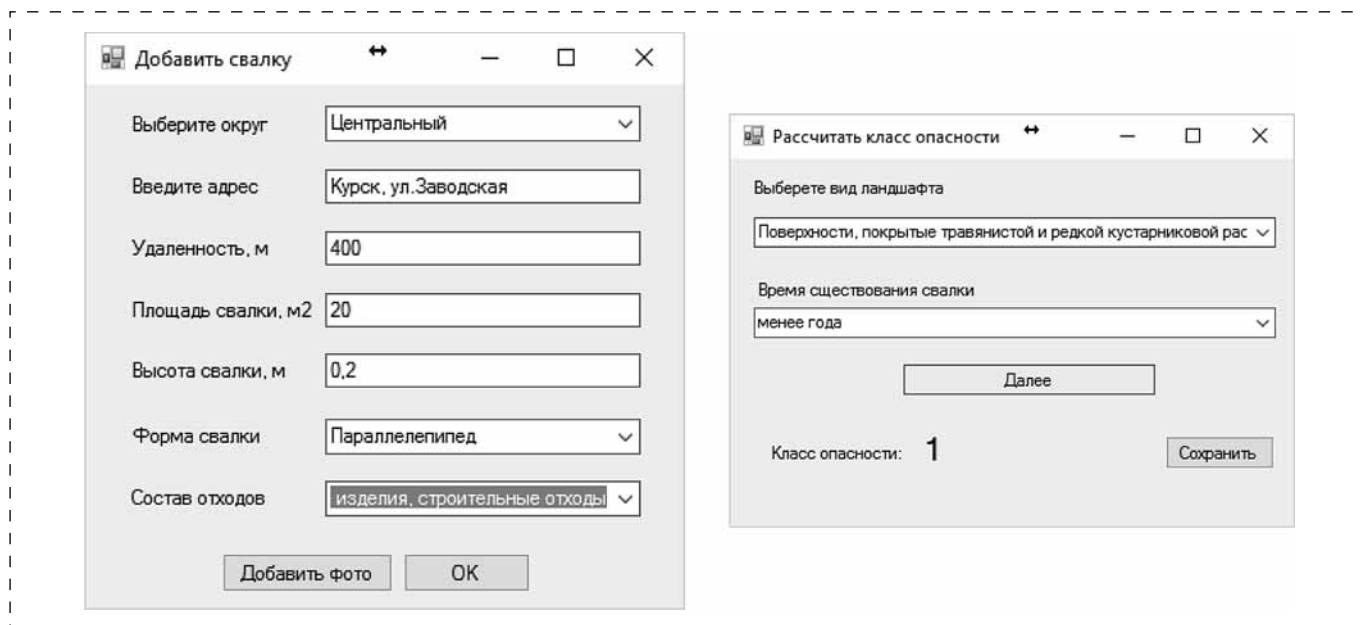 Добавить свалку
Выберите округ
Центральный
Введите адрес
Курск, ул.Заводская
Удаленность, м
400
Площадь свалки, м2
20
Высота свалки, м
0,2
Форма свалки
Параллелепипед
Состав отходов
изделия, строительные отходы
Добавить фото
OK
Рассчитать класс опасности
Выберете вид ландшафта
Поверхности, покрытые травянистой и редкой кустарниковой рас
Время сществования свалки
менее года
Далее
Класс опасности: 1
Сохранить